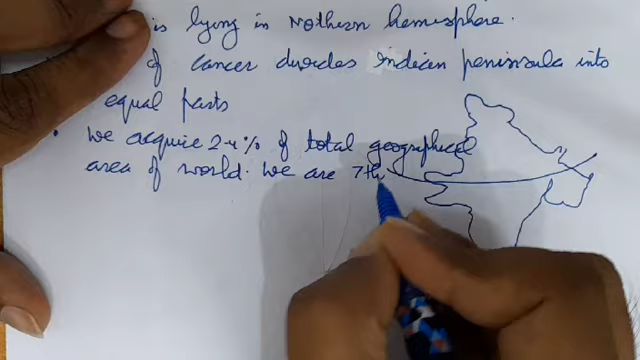 is lying in Nothern hemisphere.
of cancer divides indian peninsula into
equal parts
• We acquire 2.4% of total geographical
area of world. We are 7th